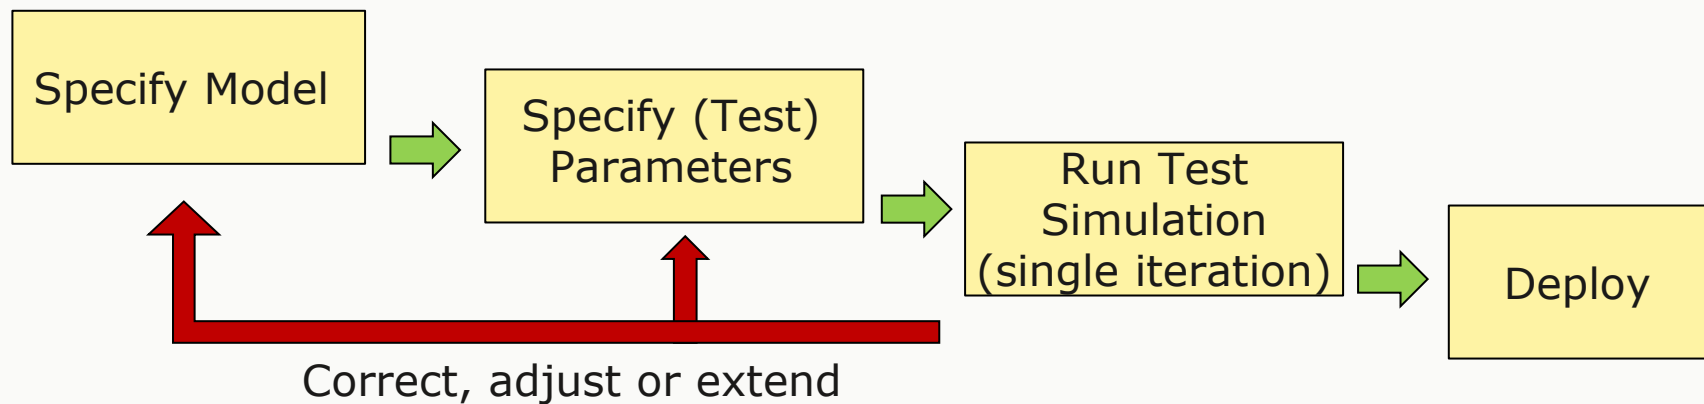 Specify Model
Specify (Test)
Parameters
Run Test
Simulation
(single iteration)
Deploy
Correct, adjust or extend